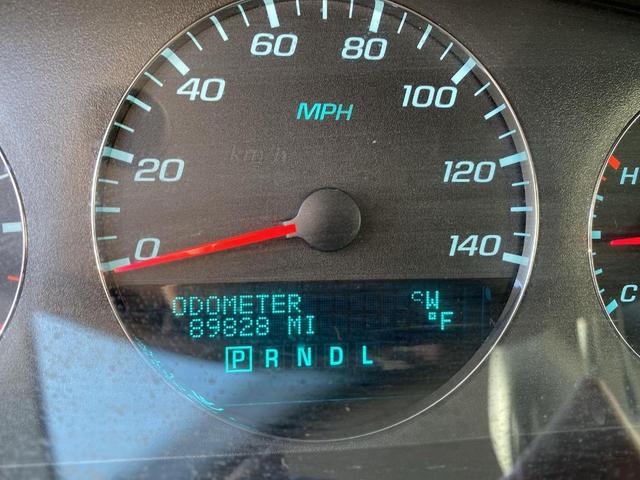 60 80
40 100
MPH
km/h
20 120
0 140
H
C
ODOMETER
89828 MI
W
°F
P R N D L